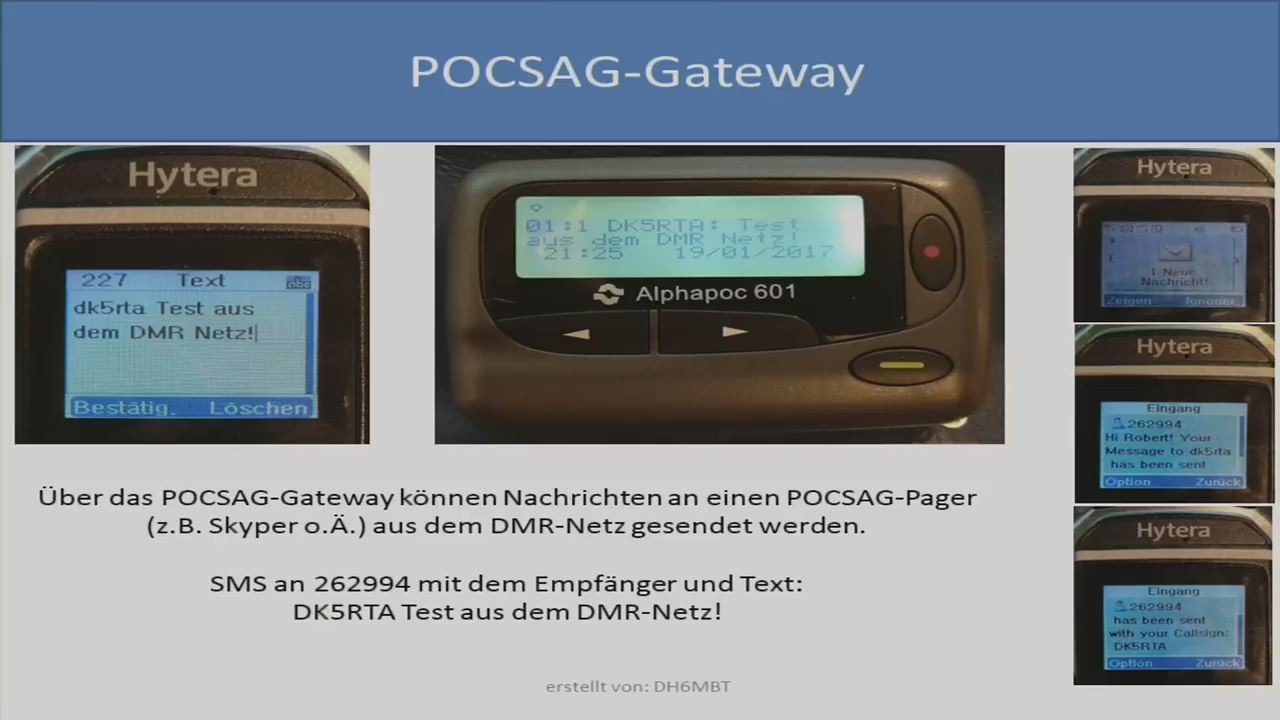 POCSAG-Gateway
Hytera
227 Text abc
dk5rta Test aus
dem DMR Netz!
Bestätig. Löschen
01:1 DK5RTA: Test
aus dem DMR Netz!
21:25 19/01/2017
Alphapoc 601
Hytera
1 Neue
Nachricht!
Zeigen Ignorier.
Hytera
Eingang
262994
Hi Robert! Your
Message to dk5rta
has been sent
Option Zurück
Hytera
Eingang
262994
has been sent
with your Callsign:
DK5RTA
Option Zurück
Über das POCSAG-Gateway können Nachrichten an einen POCSAG-Pager
(z.B. Skyper o.Ä.) aus dem DMR-Netz gesendet werden.
SMS an 262994 mit dem Empfänger und Text:
DK5RTA Test aus dem DMR-Netz!
erstellt von: DH6MBT